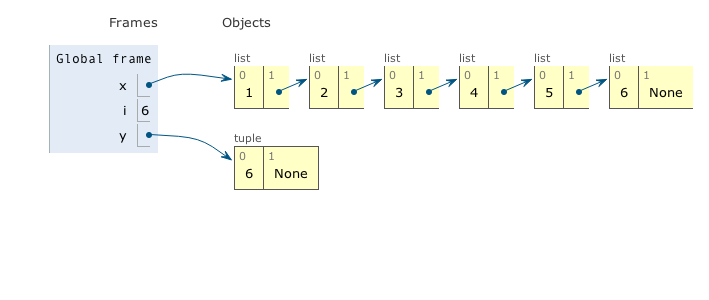 Frames Objects
Global frame
x
i 6
y
list list list list list list
0 1 0 1 0 1 0 1 0 1 0 1
1 2 3 4 5 6 None
tuple
0 1
6 None